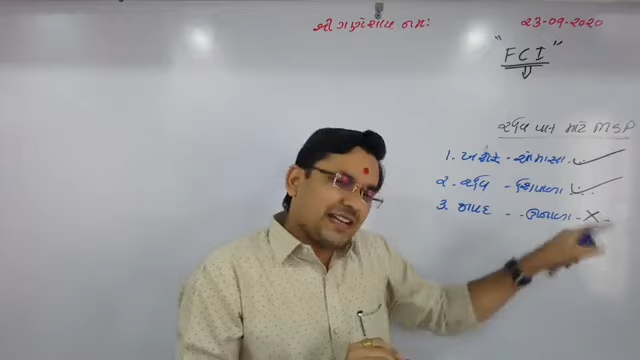 શ્રી ગણેશાય નમઃ
23-09-2020
"FCI"
રવિ પાક માટે MSP
1. ખરીફ - ચોમાસા ✓
2. રવિ - શિયાળા ✓
3. જાયદ - ઉનાળા - X -